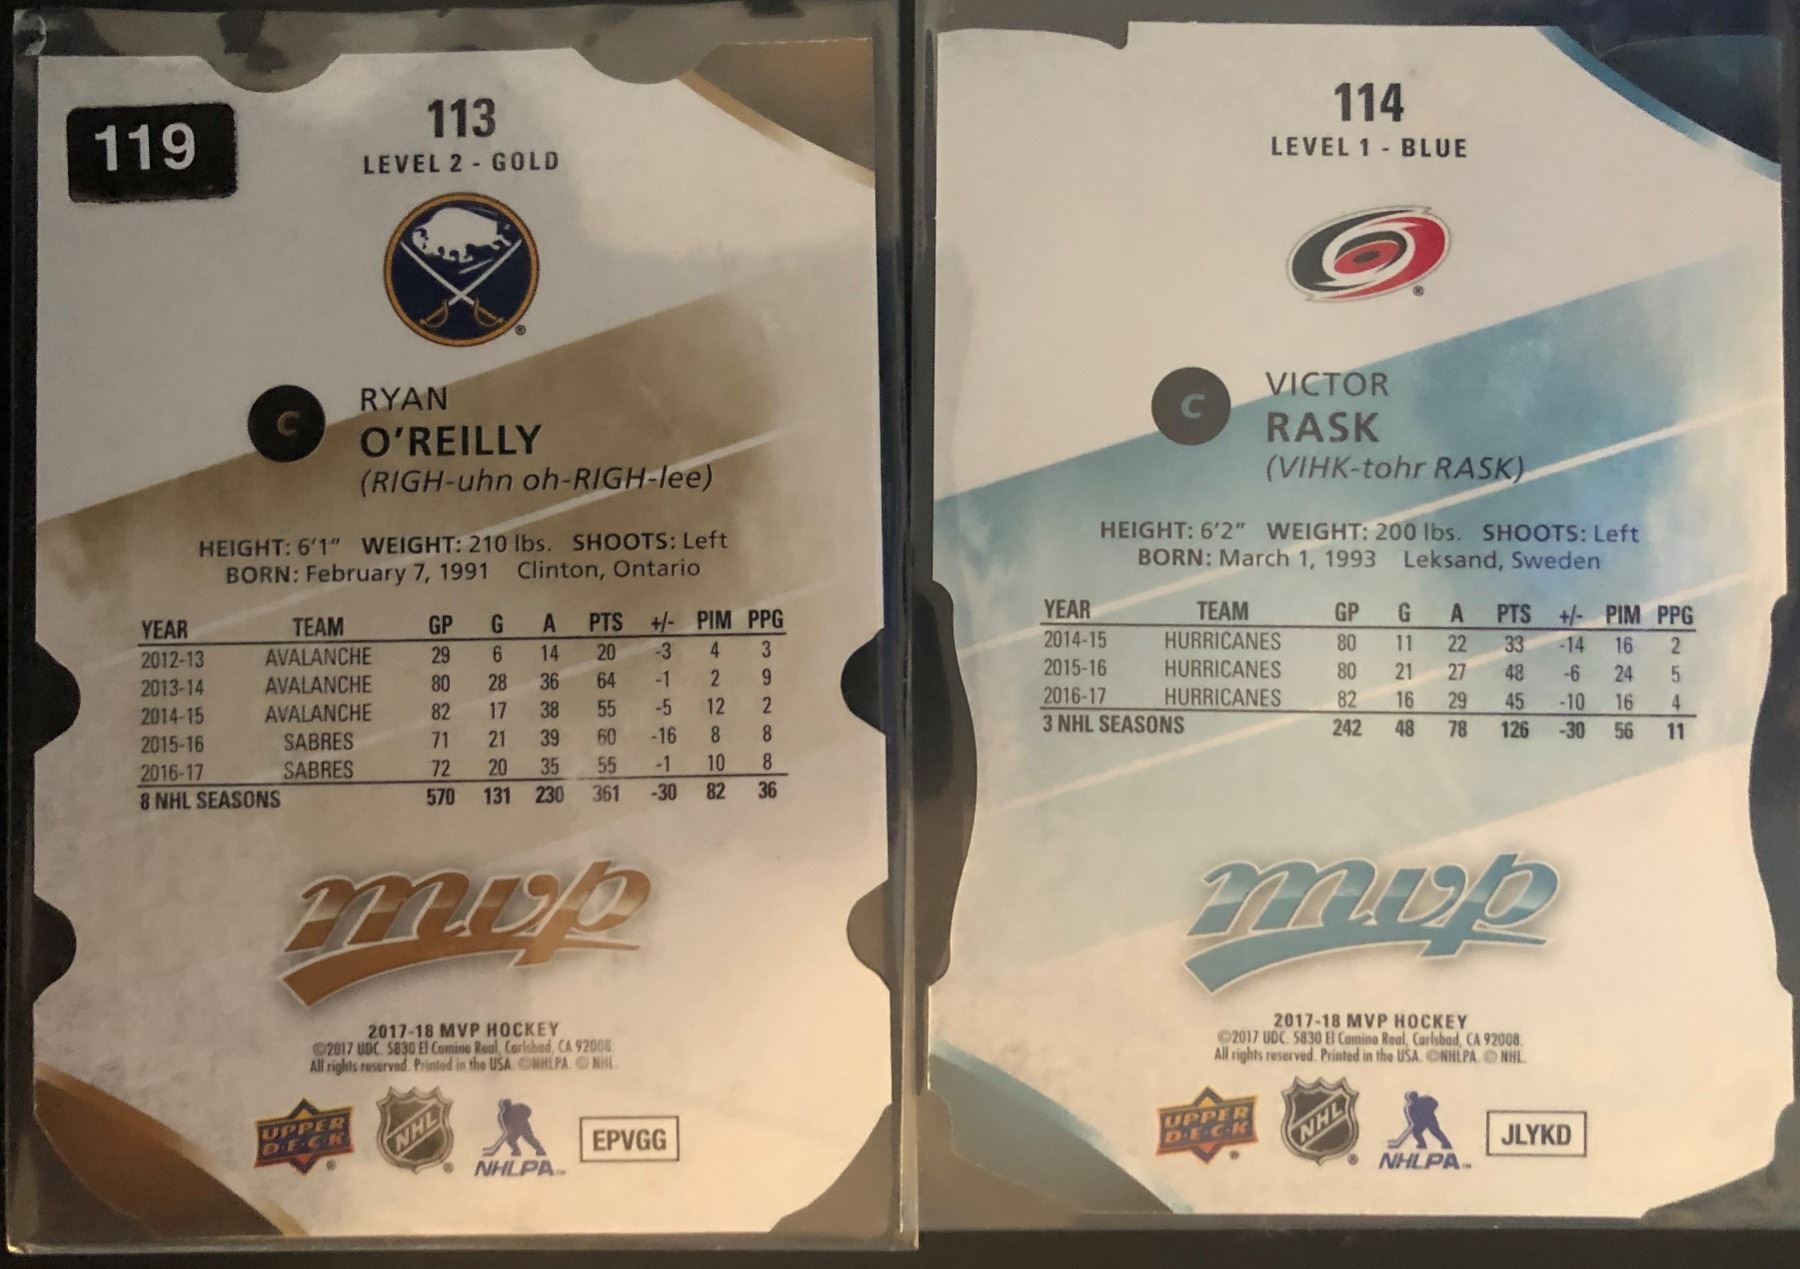 119
113
LEVEL 2 - GOLD
®
C
RYAN
O'REILLY
(RIGH-uhn oh-RIGH-lee)
HEIGHT: 6'1" WEIGHT: 210 lbs. SHOOTS: Left
BORN: February 7, 1991 Clinton, Ontario
YEAR TEAM GP G A PTS +/- PIM PPG
2012-13 AVALANCHE 29 6 14 20 -3 4 3
2013-14 AVALANCHE 80 28 36 64 -1 2 9
2014-15 AVALANCHE 82 17 38 55 -5 12 2
2015-16 SABRES 71 21 39 60 -16 8 8
2016-17 SABRES 72 20 35 55 -1 10 8
8 NHL SEASONS 570 131 230 361 -30 82 36
mvp
2017-18 MVP HOCKEY
©2017 UDC. 5830 El Camino Real, Carlsbad, CA 92008.
All rights reserved. Printed in the USA. ©NHLPA. © NHL.
UPPER
D·E·C·K®
NHL®
NHLPA™
EPVGG
114
LEVEL 1 - BLUE
®
C
VICTOR
RASK
(VIHK-tohr RASK)
HEIGHT: 6'2" WEIGHT: 200 lbs. SHOOTS: Left
BORN: March 1, 1993 Leksand, Sweden
YEAR TEAM GP G A PTS +/- PIM PPG
2014-15 HURRICANES 80 11 22 33 -14 16 2
2015-16 HURRICANES 80 21 27 48 -6 24 5
2016-17 HURRICANES 82 16 29 45 -10 16 4
3 NHL SEASONS 242 48 78 126 -30 56 11
mvp
2017-18 MVP HOCKEY
©2017 UDC. 5830 El Camino Real, Carlsbad, CA 92008.
All rights reserved. Printed in the USA. ©NHLPA. © NHL.
UPPER
D·E·C·K®
NHL®
NHLPA™
JLYKD